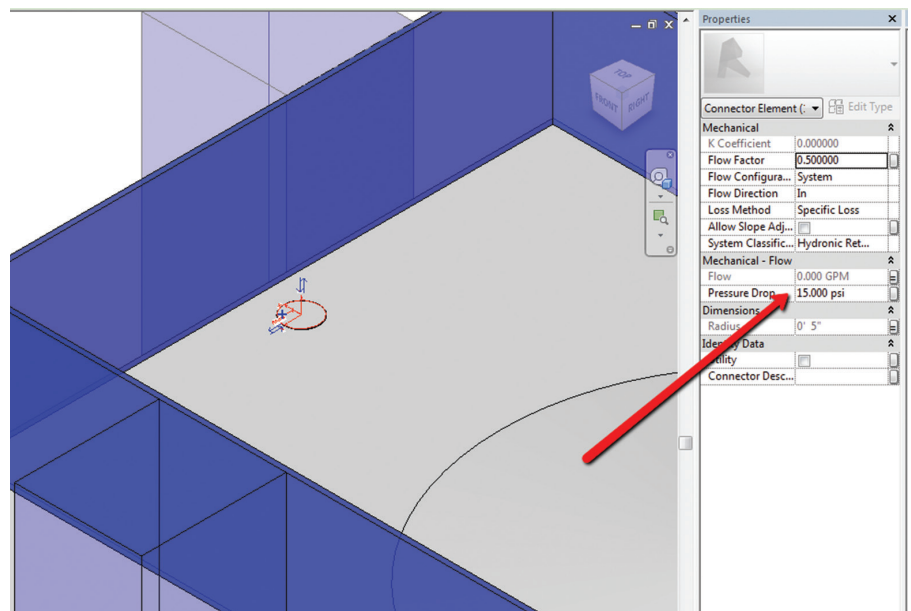 TOP
FRONT
RIGHT
Properties
Connector Element (:
Edit Type
Mechanical
K Coefficient 0.000000
Flow Factor 0.500000
Flow Configura... System
Flow Direction In
Loss Method Specific Loss
Allow Slope Adj...
System Classific... Hydronic Ret...
Mechanical - Flow
Flow 0.000 GPM
Pressure Drop 15.000 psi
Dimensions
Radius 0' 5"
Data
Connector Desc...